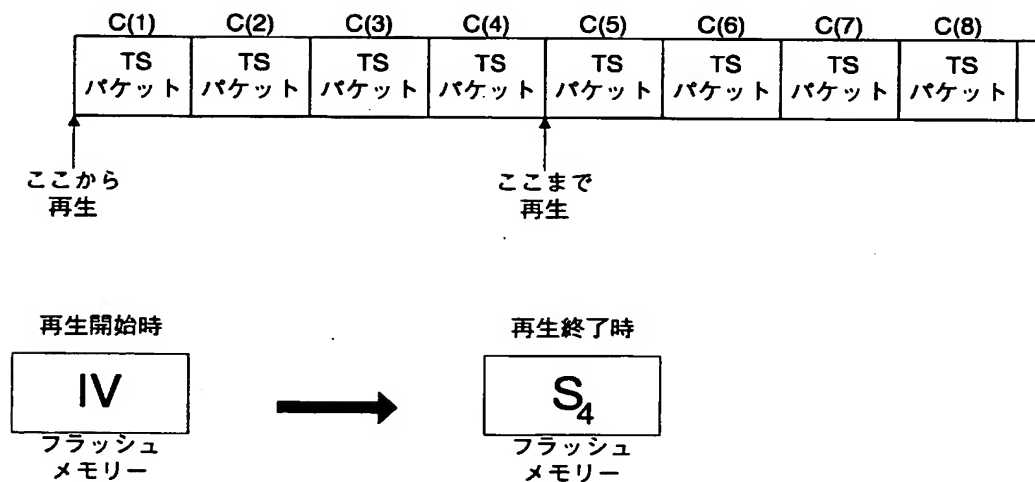 C(1) C(2) C(3) C(4) C(5) C(6) C(7) C(8)
TS TS TS TS TS TS TS TS
パケット パケット パケット パケット パケット パケット パケット パケット
ここから ここまで
再生 再生
再生開始時 再生終了時
IV S₄
フラッシュ フラッシュ
メモリー メモリー